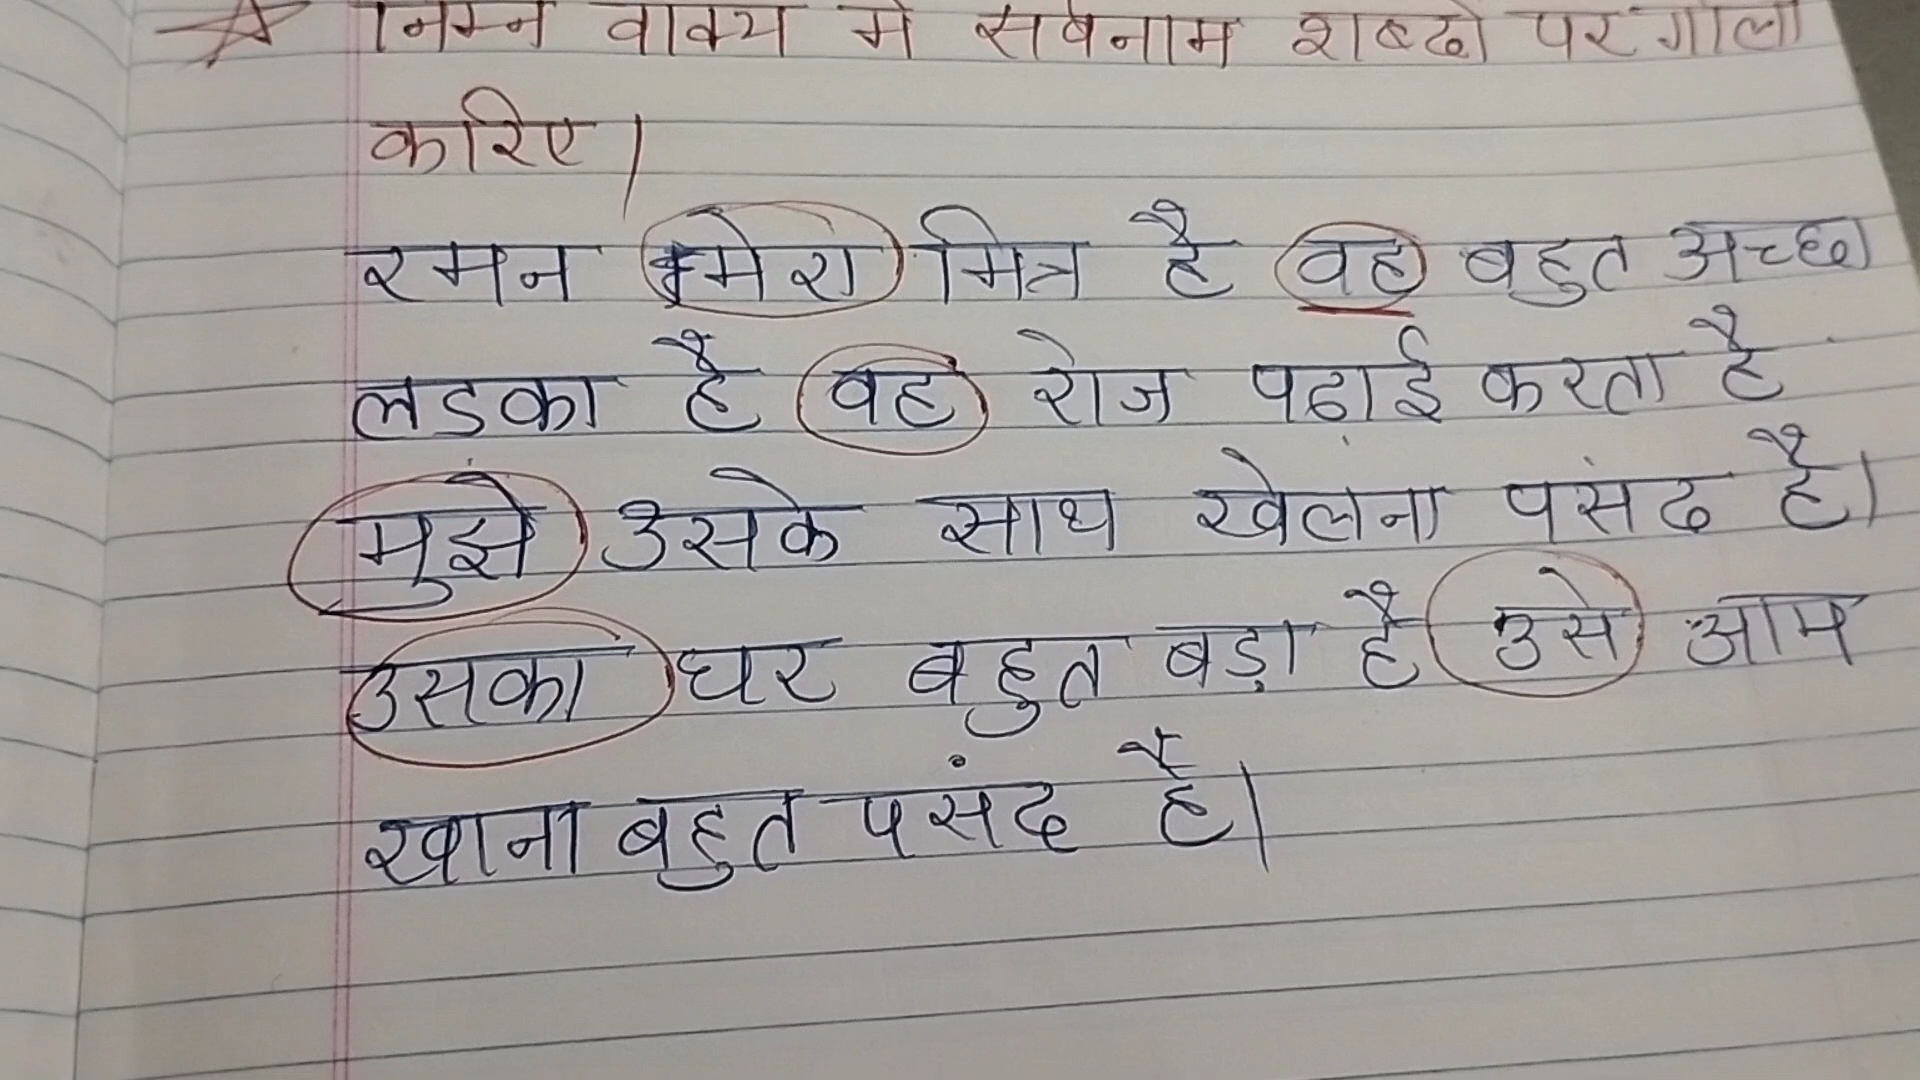 निम्न वाक्य में सर्वनाम शब्दों पर गोला
करिए।
रमन मेरा मित्र है वह बहुत अच्छा
लडका है वह रोज पढाई करता है
मुझे उसके साथ खेलना पसंद है।
उसका घर बहुत बड़ा है उसे आम
खाना बहुत पसंद है।